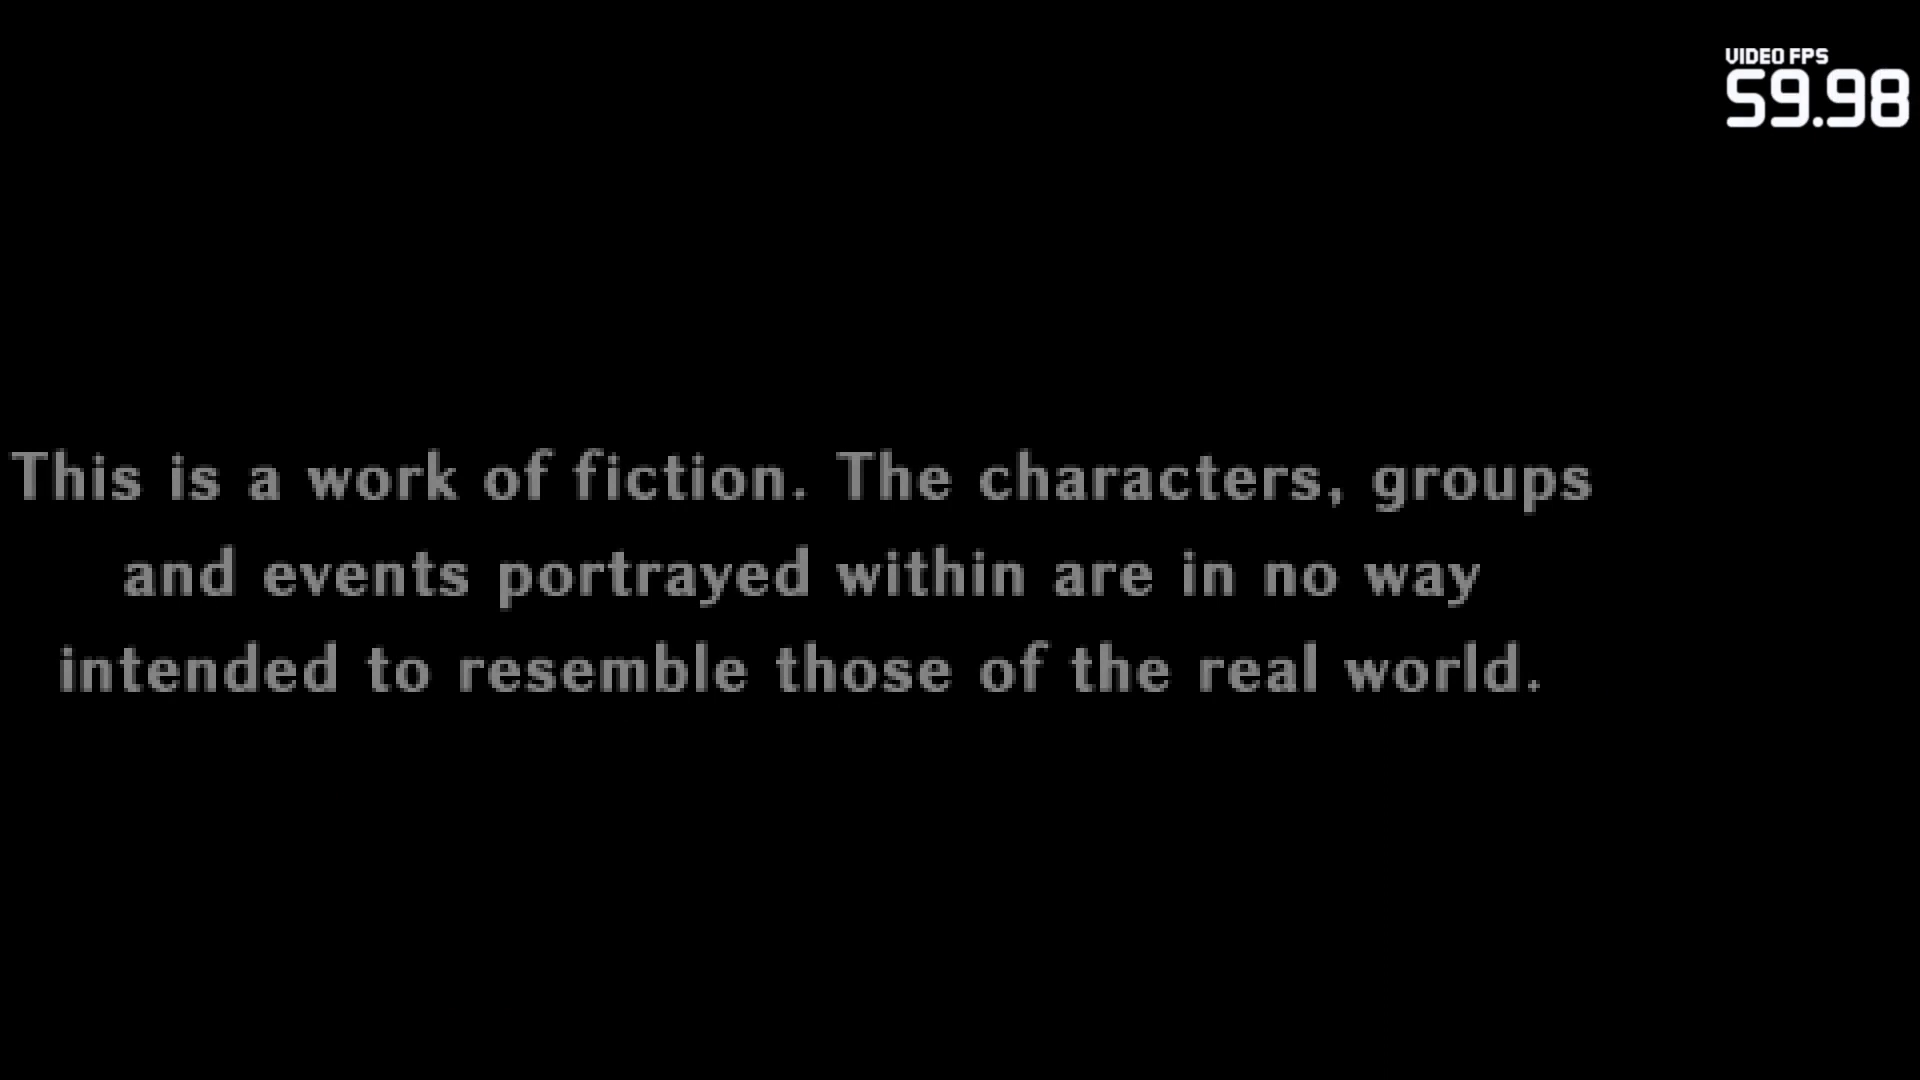 VIDEO FPS
59.98
This is a work of fiction. The characters, groups
and events portrayed within are in no way
intended to resemble those of the real world.